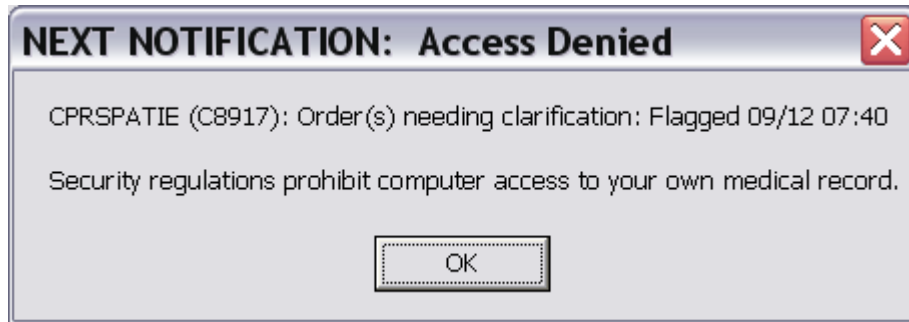 NEXT NOTIFICATION: Access Denied
CPRSPATIE (C8917): Order(s) needing clarification: Flagged 09/12 07:40
Security regulations prohibit computer access to your own medical record.
OK